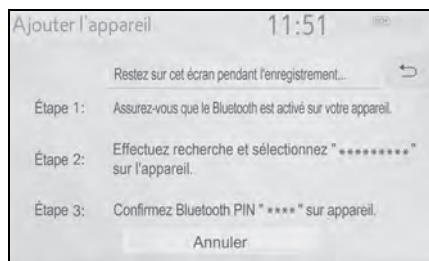 Ajouter l'appareil 11:51
Restez sur cet écran pendant l'enregistrement...
Étape 1: Assurez-vous que le Bluetooth est activé sur votre appareil.
Étape 2: Effectuez recherche et sélectionnez "*********"
sur l'appareil.
Étape 3: Confirmez Bluetooth PIN "****" sur appareil.
Annuler